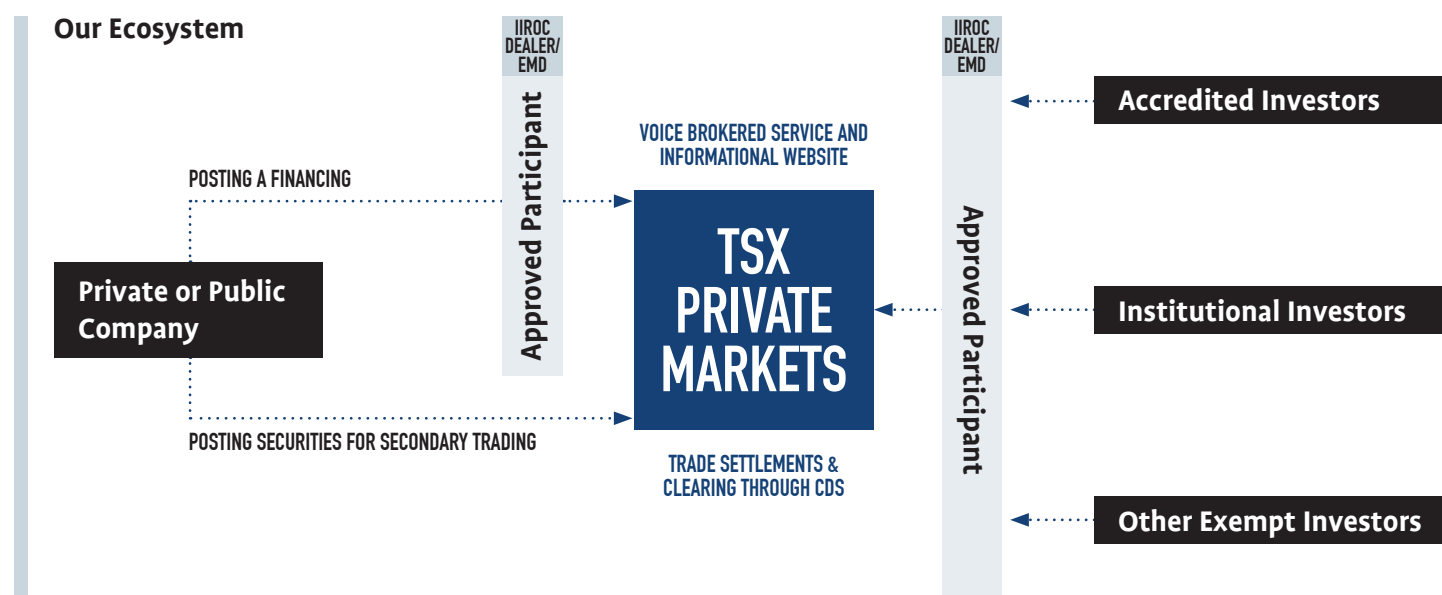 Our Ecosystem
IIROC
DEALER/
EMD
Approved Participant
POSTING A FINANCING
Private or Public
Company
POSTING SECURITIES FOR SECONDARY TRADING
VOICE BROKERED SERVICE AND
INFORMATIONAL WEBSITE
TSX
PRIVATE
MARKETS
TRADE SETTLEMENTS &
CLEARING THROUGH CDS
IIROC
DEALER/
EMD
Approved Participant
Accredited Investors
Institutional Investors
Other Exempt Investors